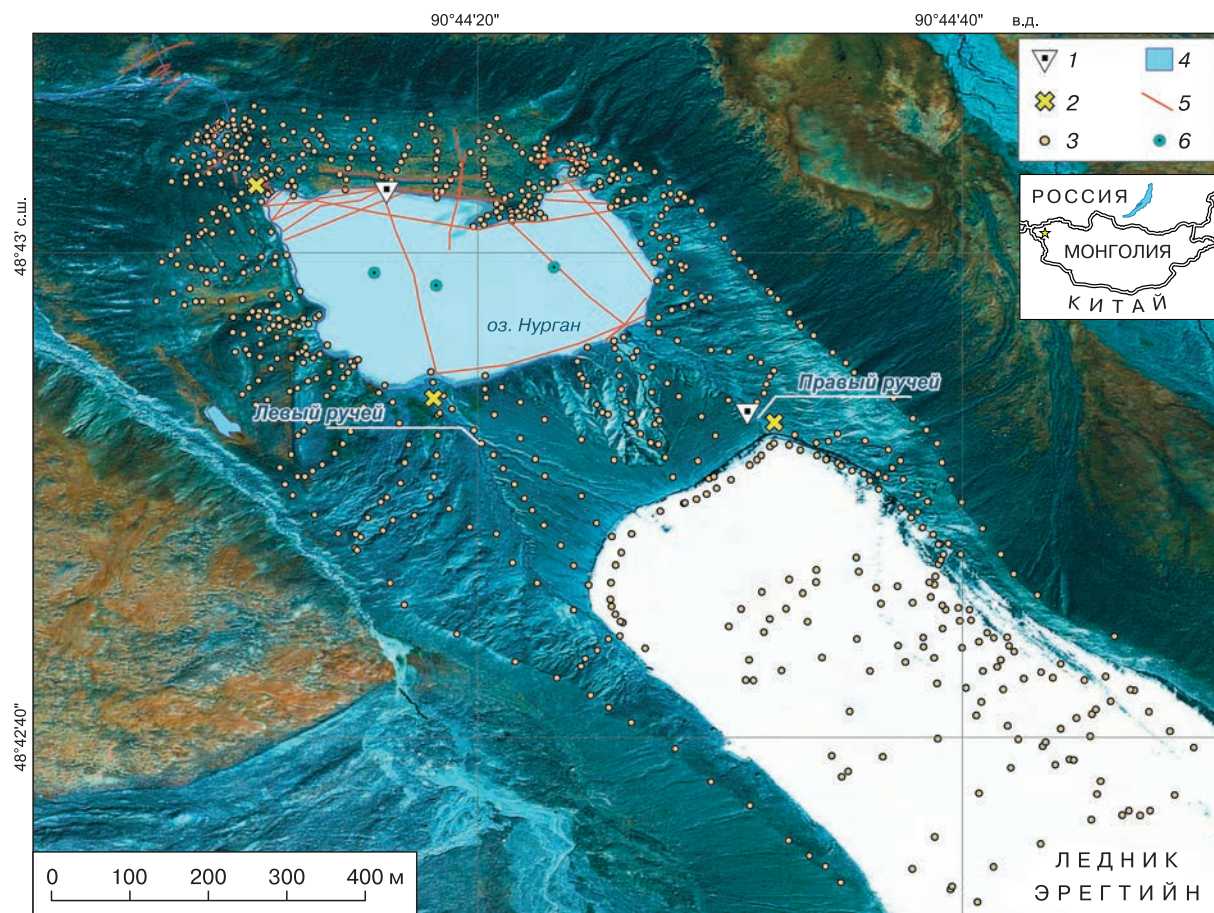 90°44'20"
90°44'40" в.д.
1 4
2 5
3 6
48°43' с.ш.
РОССИЯ
МОНГОЛИЯ
КИТАЙ
оз. Нурган
Правый ручей
Левый ручей
48°42'40"
0 100 200 300 400 м
ЛЕДНИК
ЭРЕГТИЙН